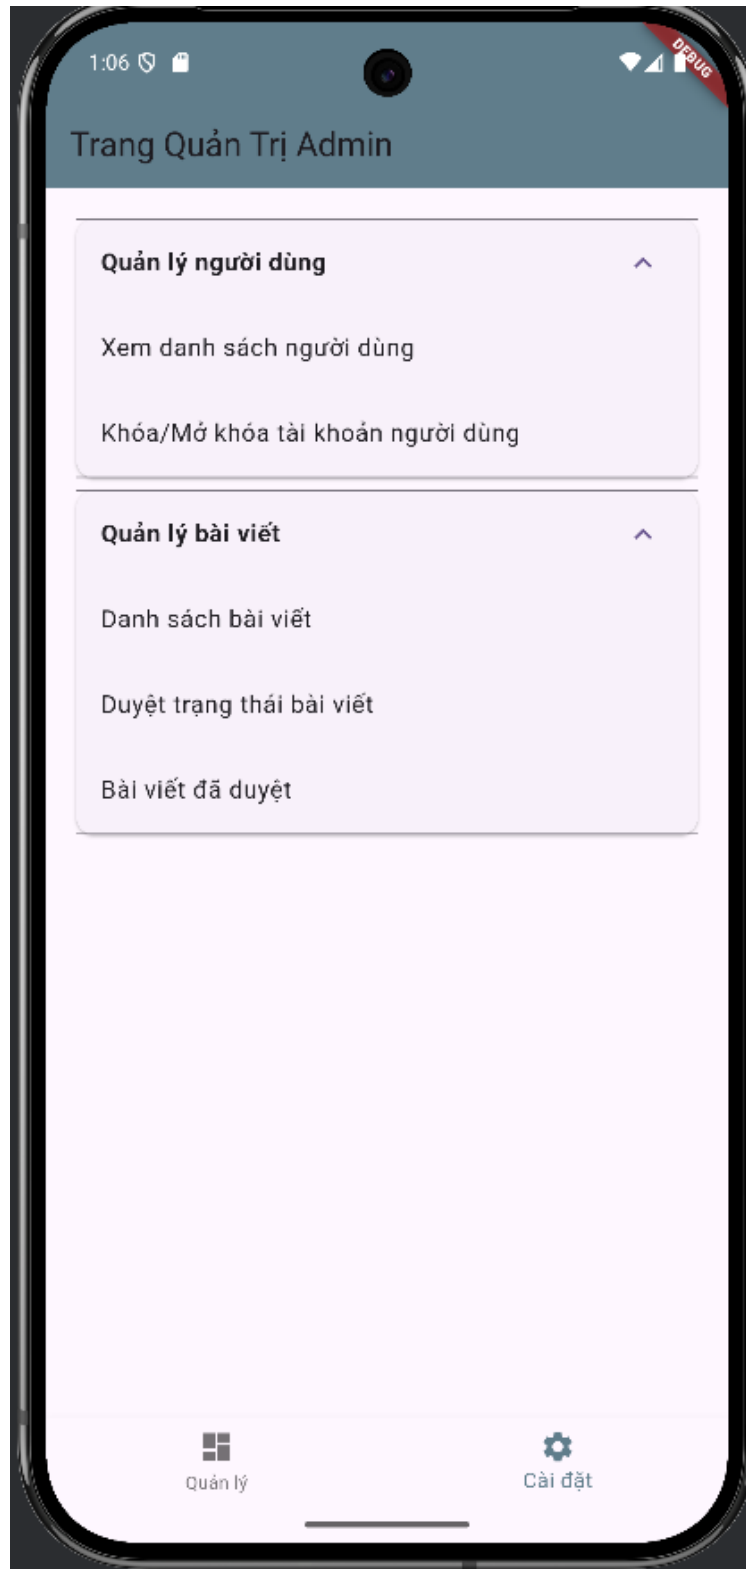 1:06
DEBUG
Trang Quản Trị Admin
Quản lý người dùng
Xem danh sách người dùng
Khóa/Mở khóa tài khoản người dùng
Quản lý bài viết
Danh sách bài viết
Duyệt trạng thái bài viết
Bài viết đã duyệt
Quản lý
Cài đặt